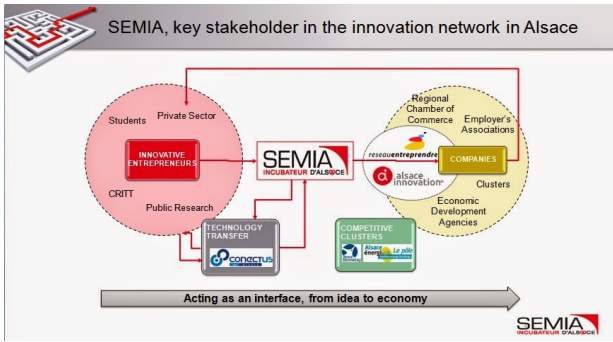 SEMIA, key stakeholder in the innovation network in Alsace
Students
Private Sector
INNOVATIVE
ENTREPRENEURS
CRITT
Public Research
SEMIA
INCUBATEUR D'ALSACE
TECHNOLOGY
TRANSFER
conectus
Regional
Chamber of
Commerce
Employer's
Associations
reseauentreprendre
alsace
innovation
COMPANIES
Clusters
Economic
Development
Agencies
COMPETITIVE
CLUSTERS
Alsace
énergi
Le pôle
Acting as an interface, from idea to economy
SEMIA
INCUBATEUR D'ALSACE